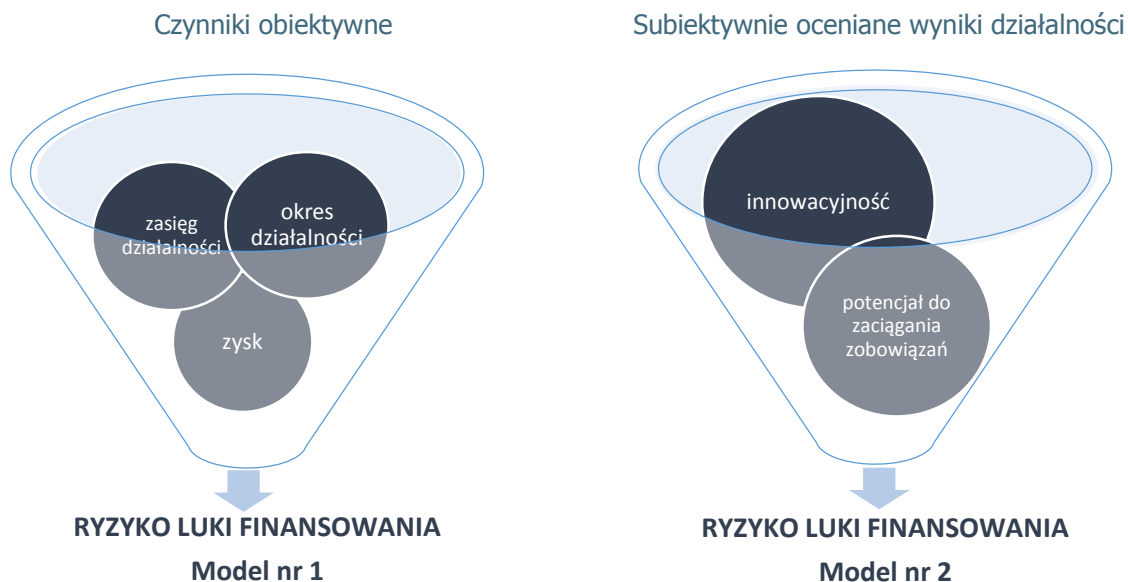 Czynniki obiektywne
zasięg
działalności
okres
działalności
zysk
RYZYKO LUKI FINANSOWANIA
Model nr 1
Subiektywnie oceniane wyniki działalności
innowacyjność
potencjał do
zaciągania
zobowiązań
RYZYKO LUKI FINANSOWANIA
Model nr 2